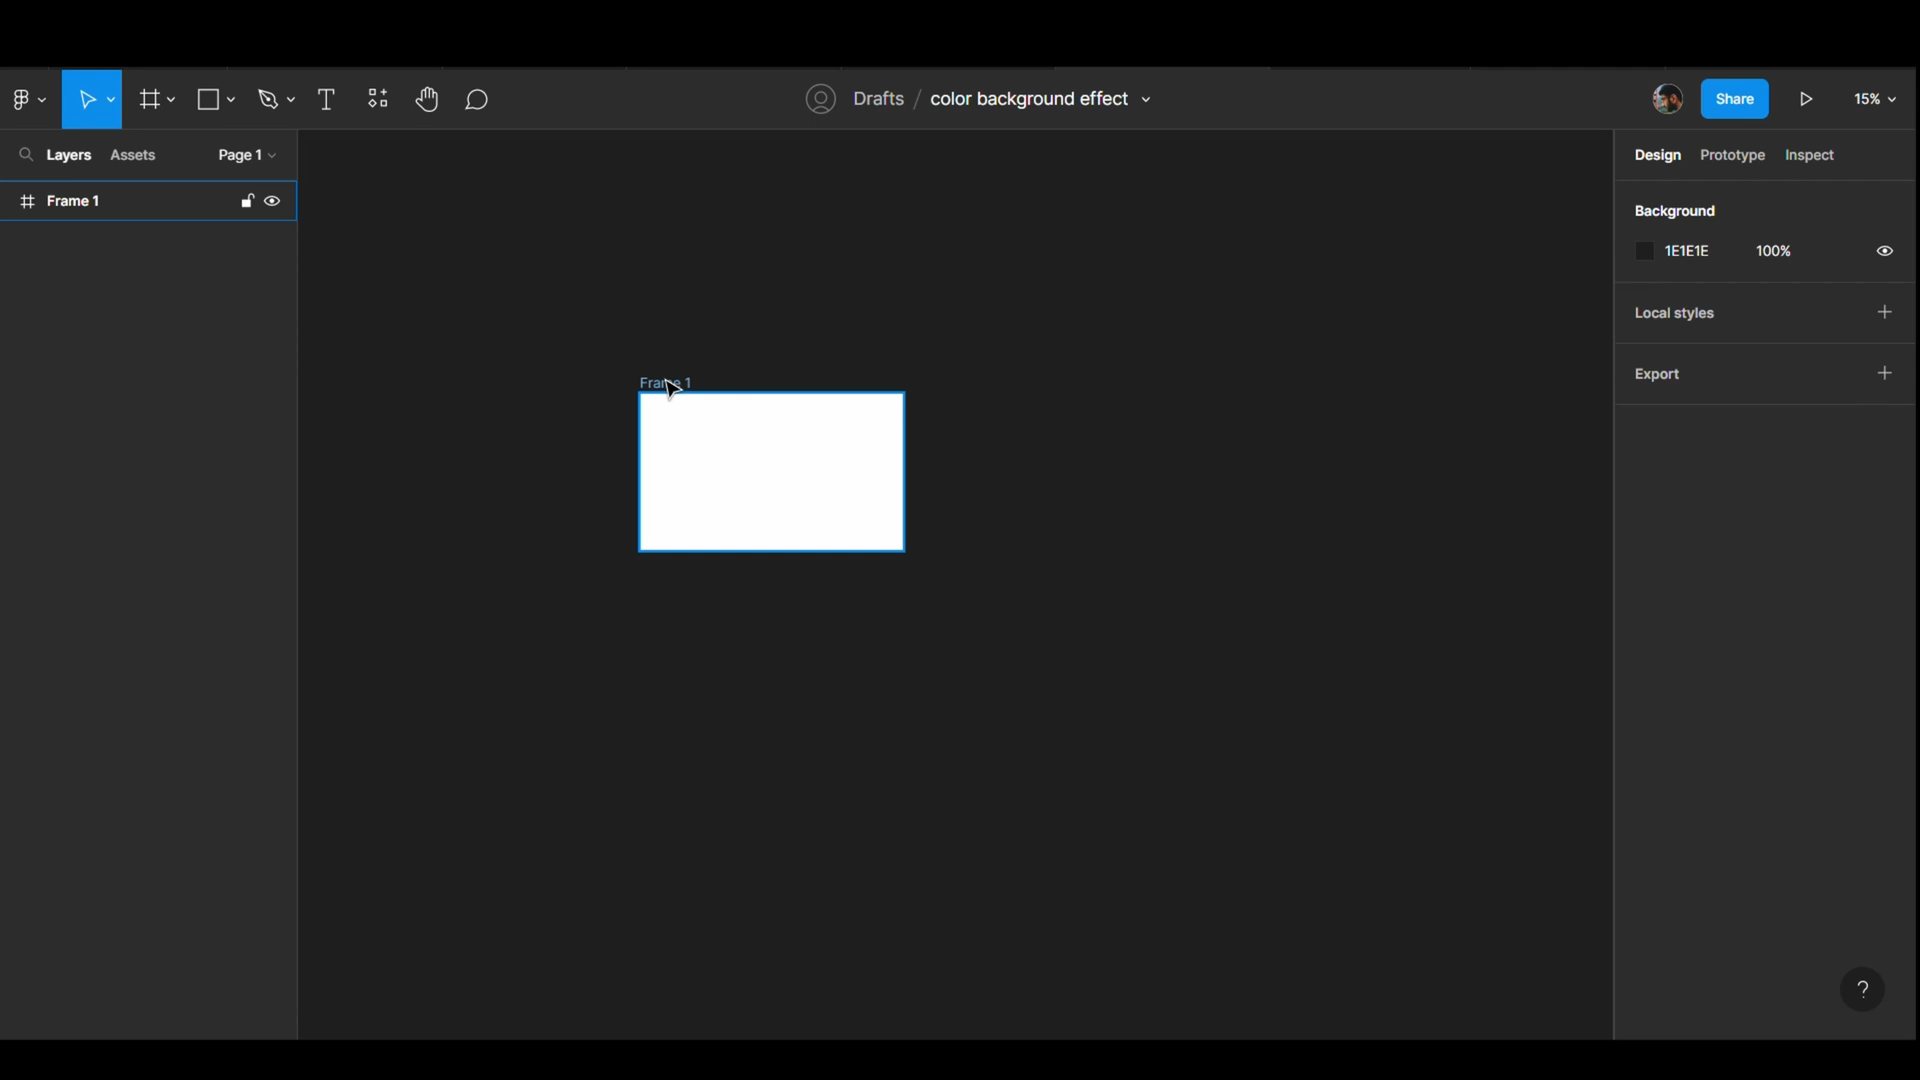 Drafts / color background effect
Share
15%
Layers
Assets
Page 1
Design
Prototype
Inspect
Frame 1
Background
1E1E1E
100%
Local styles
Export
Frame 1
?